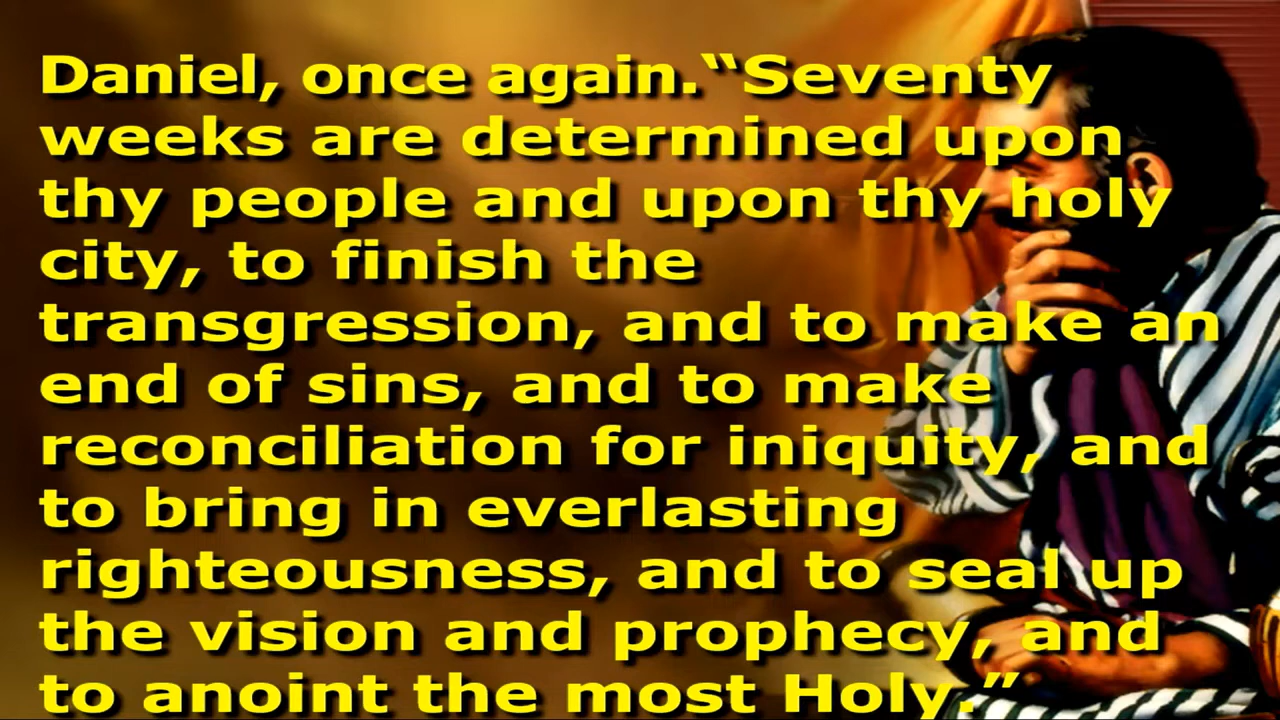 Daniel, once again.“Seventy
weeks are determined upon
thy people and upon thy holy
city, to finish the
transgression, and to make an
end of sins, and to make
reconciliation for iniquity, and
to bring in everlasting
righteousness, and to seal up
the vision and prophecy, and
to anoint the most Holy.”